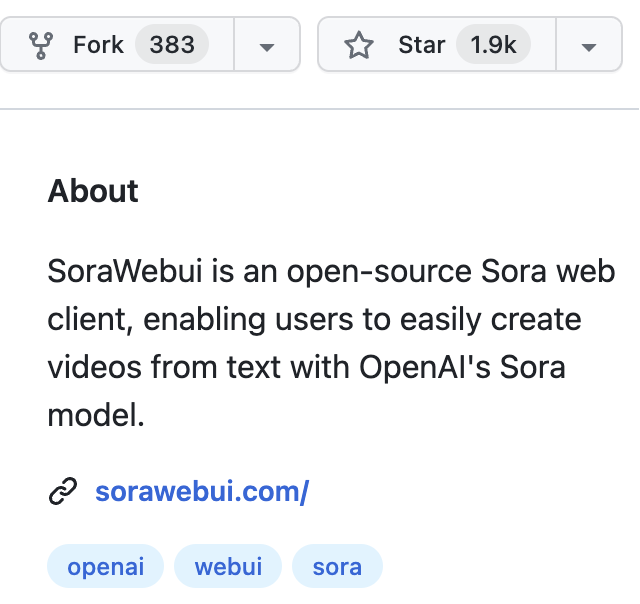 Fork 383 Star 1.9k
About
SoraWebui is an open-source Sora web
client, enabling users to easily create
videos from text with OpenAI's Sora
model.
sorawebui.com/
openai webui sora